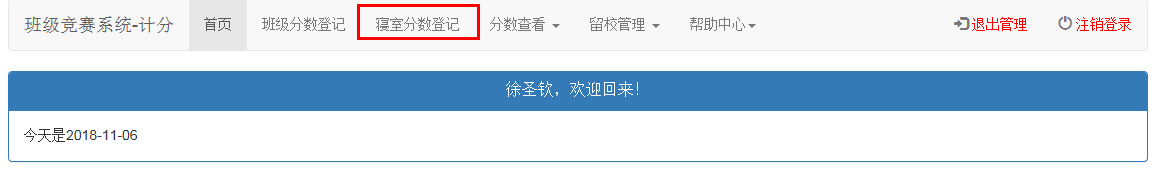 班级竞赛系统-计分 首页 班级分数登记 寝室分数登记 分数查看 留校管理 帮助中心 退出管理 注销登录
徐圣钦，欢迎回来！
今天是2018-11-06